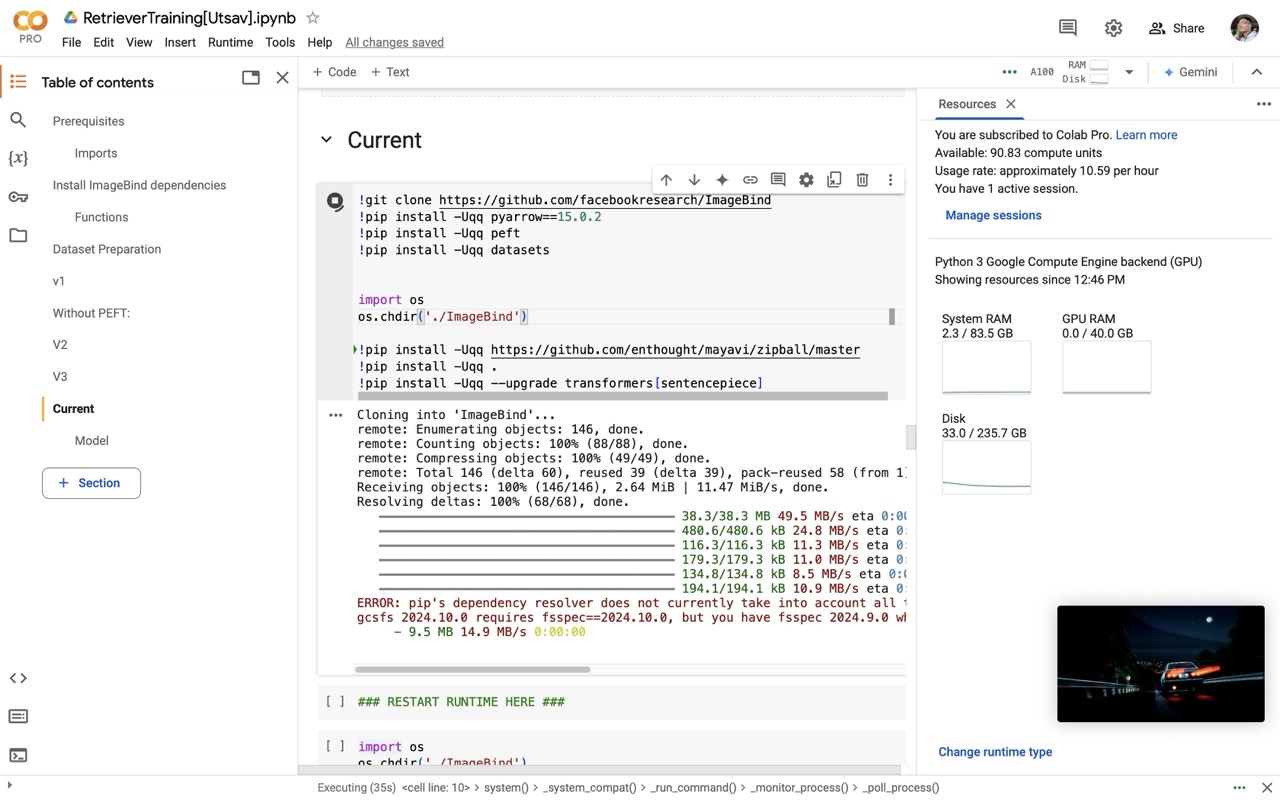 CO
PRO
RetrieverTraining[Utsav].ipynb
File Edit View Insert Runtime Tools Help All changes saved
Share
Table of contents
Prerequisites
Imports
Install ImageBind dependencies
Functions
Dataset Preparation
v1
Without PEFT:
V2
V3
Current
Model
+ Section
+ Code + Text
A100 RAM Disk
Gemini
Current
!git clone https://github.com/facebookresearch/ImageBind
!pip install -Uqq pyarrow==15.0.2
!pip install -Uqq peft
!pip install -Uqq datasets
import os
os.chdir('./ImageBind')
!pip install -Uqq https://github.com/enthought/mayavi/zipball/master
!pip install -Uqq .
!pip install -Uqq --upgrade transformers[sentencepiece]
Cloning into 'ImageBind'...
remote: Enumerating objects: 146, done.
remote: Counting objects: 100% (88/88), done.
remote: Compressing objects: 100% (49/49), done.
remote: Total 146 (delta 60), reused 39 (delta 39), pack-reused 58 (from 1)
Receiving objects: 100% (146/146), 2.64 MiB | 11.47 MiB/s, done.
Resolving deltas: 100% (68/68), done.
38.3/38.3 MB 49.5 MB/s eta 0:00
480.6/480.6 kB 24.8 MB/s eta 0:
116.3/116.3 kB 11.3 MB/s eta 0:
179.3/179.3 kB 11.0 MB/s eta 0:
134.8/134.8 kB 8.5 MB/s eta 0:0
194.1/194.1 kB 10.9 MB/s eta 0:
ERROR: pip's dependency resolver does not currently take into account all
gcsfs 2024.10.0 requires fsspec==2024.10.0, but you have fsspec 2024.9.0 wh
- 9.5 MB 14.9 MB/s 0:00:00
[ ] ### RESTART RUNTIME HERE ###
[ ] import os
os.chdir('./ImageBind')
Resources
You are subscribed to Colab Pro. Learn more
Available: 90.83 compute units
Usage rate: approximately 10.59 per hour
You have 1 active session.
Manage sessions
Python 3 Google Compute Engine backend (GPU)
Showing resources since 12:46 PM
System RAM
2.3 / 83.5 GB
GPU RAM
0.0 / 40.0 GB
Disk
33.0 / 235.7 GB
Change runtime type
Executing (35s) <cell line: 10> > system() > _system_compat() > _run_command() > _monitor_process() > _poll_process()